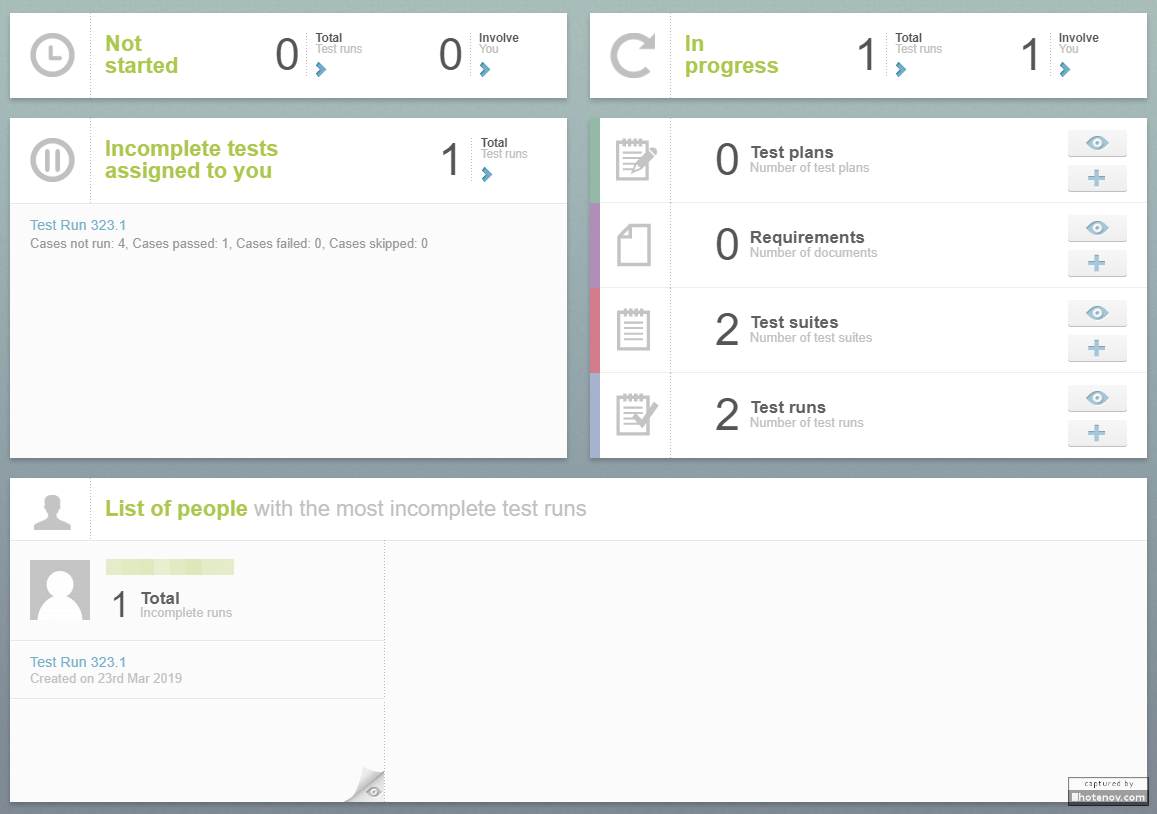 Not
started
0
Total
Test runs
0
Involve
You
In
progress
1
Total
Test runs
1
Involve
You
Incomplete tests
assigned to you
1
Total
Test runs
Test Run 323.1
Cases not run: 4, Cases passed: 1, Cases failed: 0, Cases skipped: 0
0
Test plans
Number of test plans
0
Requirements
Number of documents
2
Test suites
Number of test suites
2
Test runs
Number of test runs
List of people with the most incomplete test runs
1
Total
Incomplete runs
Test Run 323.1
Created on 23rd Mar 2019
captured by
hotenov.com